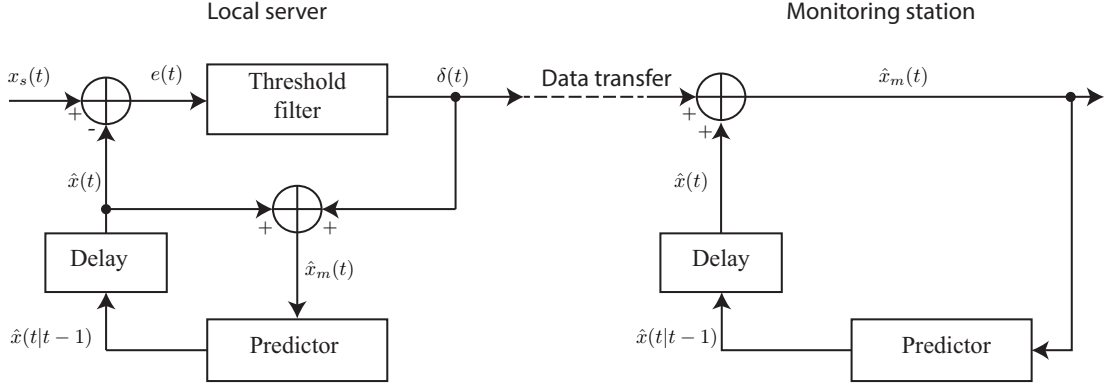 Local server
Monitoring station
x_s(t)
e(t)
Threshold
filter
δ(t)
Data transfer
x̂_m(t)
+
-
+
+
x̂(t)
x̂(t)
+
+
Delay
x̂_m(t)
Delay
x̂(t|t − 1)
Predictor
x̂(t|t − 1)
Predictor